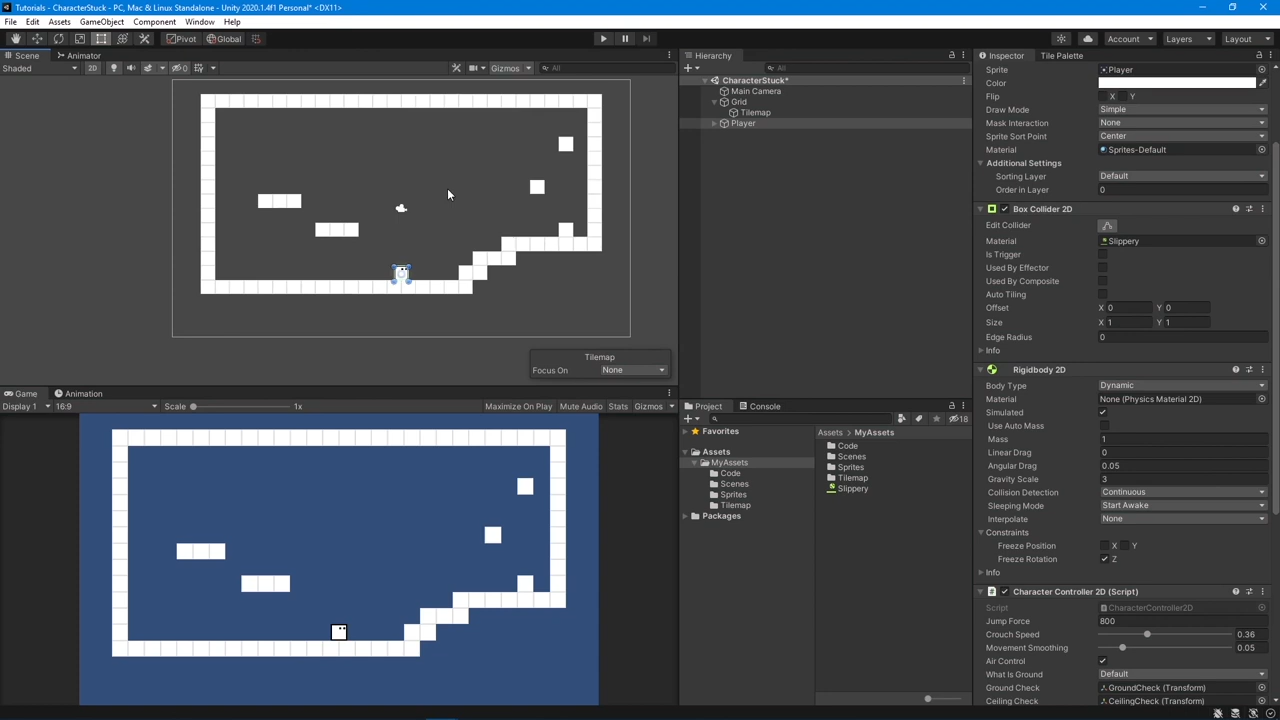 Tutorials - CharacterStuck - PC, Mac & Linux Standalone - Unity 2020.1.4f1 Personal* <DX11>
File Edit Assets GameObject Component Window Help
Pivot Global Account Layers Layout
Scene Animator
Shaded 2D 0 Gizmos All
Tilemap
Focus On None
Game Animation
Display 1 16:9 Scale 1x Maximize On Play Mute Audio Stats Gizmos
Hierarchy
All
CharacterStuck*
Main Camera
Grid
Tilemap
Player
Project Console
18
Favorites
Assets
MyAssets
Code
Scenes
Sprites
Tilemap
Packages
Assets MyAssets
Code
Scenes
Sprites
Tilemap
Slippery
Inspector Tile Palette
Sprite Player
Color
Flip X Y
Draw Mode Simple
Mask Interaction None
Sprite Sort Point Center
Material Sprites-Default
Additional Settings
Sorting Layer Default
Order in Layer 0
Box Collider 2D
Edit Collider
Material Slippery
Is Trigger
Used By Effector
Used By Composite
Auto Tiling
Offset X 0 Y 0
Size X 1 Y 1
Edge Radius 0
Info
Rigidbody 2D
Body Type Dynamic
Material None (Physics Material 2D)
Simulated
Use Auto Mass
Mass 1
Linear Drag 0
Angular Drag 0.05
Gravity Scale 3
Collision Detection Continuous
Sleeping Mode Start Awake
Interpolate None
Constraints
Freeze Position X Y
Freeze Rotation Z
Info
Character Controller 2D (Script)
Script CharacterController2D
Jump Force 800
Crouch Speed 0.36
Movement Smoothing 0.05
Air Control
What Is Ground Default
Ground Check GroundCheck (Transform)
Ceiling Check CeilingCheck (Transform)